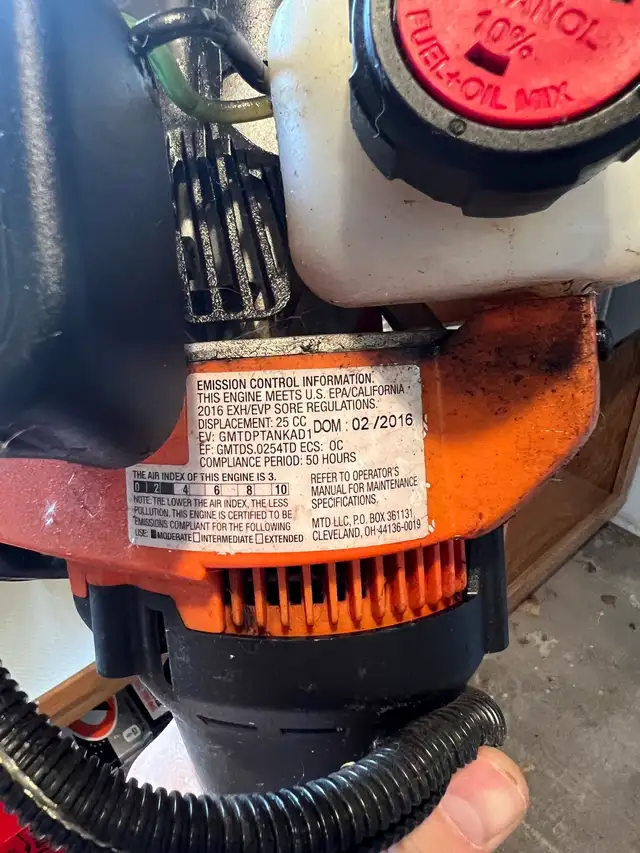 ANOL-
10%
FUEL+OIL MIX
EMISSION CONTROL INFORMATION.
THIS ENGINE MEETS U.S. EPA/CALIFORNIA
2016 EXH/EVP SORE REGULATIONS.
DISPLACEMENT: 25 CC
DOM: 02/2016
EV: GMTDPTANKAD1
EF: GMTDS.0254TD ECS: OC
COMPLIANCE PERIOD: 50 HOURS
THE AIR INDEX OF THIS ENGINE IS 3.
0 2 4 6 8 10
NOTE: TRE LOWER THE AIR INDEX, THE LESS
POLLUTION. THIS ENGINE IS CERTIFIED TO BE
EMISSIONS COMPLIANT FOR THE FOLLOWING
USE: ■MODERATE □INTERMEDIATE □EXTENDED
REFER TO OPERATOR'S
MANUAL FOR MAINTENANCE
SPECIFICATIONS.
MTD LLC, P.O. BOX 361131
CLEVELAND, OH 44136-0019